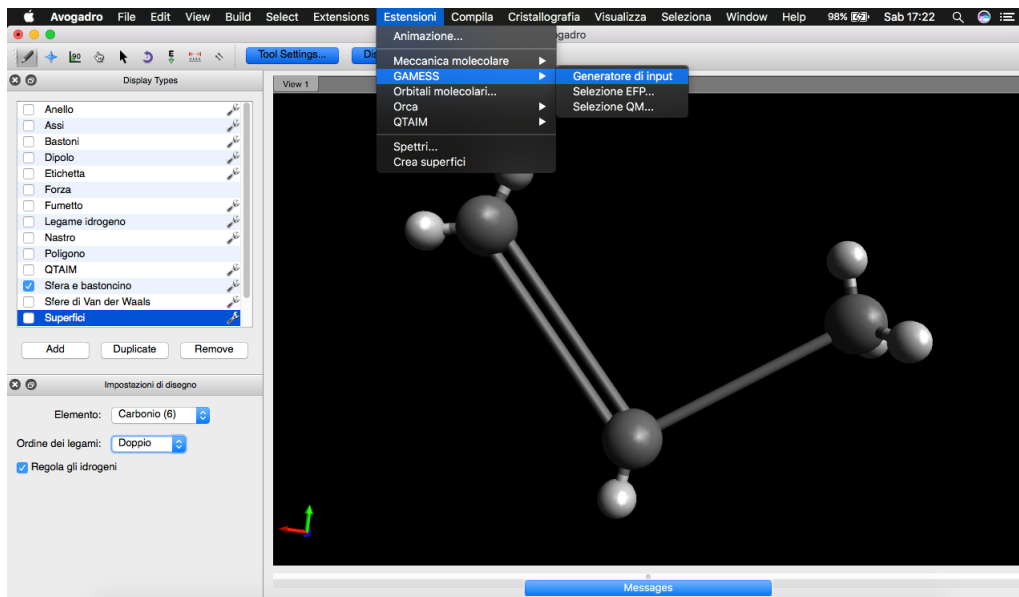 Avogadro File Edit View Build Select Extensions Estensioni Compila Cristallografia Visualizza Seleziona Window Help 98% Sab 17:22
Animazione...
Meccanica molecolare
GAMESS
Orbitali molecolari...
Orca
QTAIM
Spettri...
Crea superfici
Generatore di input
Selezione EFP...
Selezione QM...
ogadro
90
E
Tool Settings...
Dis
Display Types
View 1
Anello
Assi
Bastoni
Dipolo
Etichetta
Forza
Fumetto
Legame idrogeno
Nastro
Poligono
QTAIM
Sfera e bastoncino
Sfere di Van der Waals
Superfici
Add Duplicate Remove
Impostazioni di disegno
Elemento: Carbonio (6)
Ordine dei legami: Doppio
Regola gli idrogeni
Messages